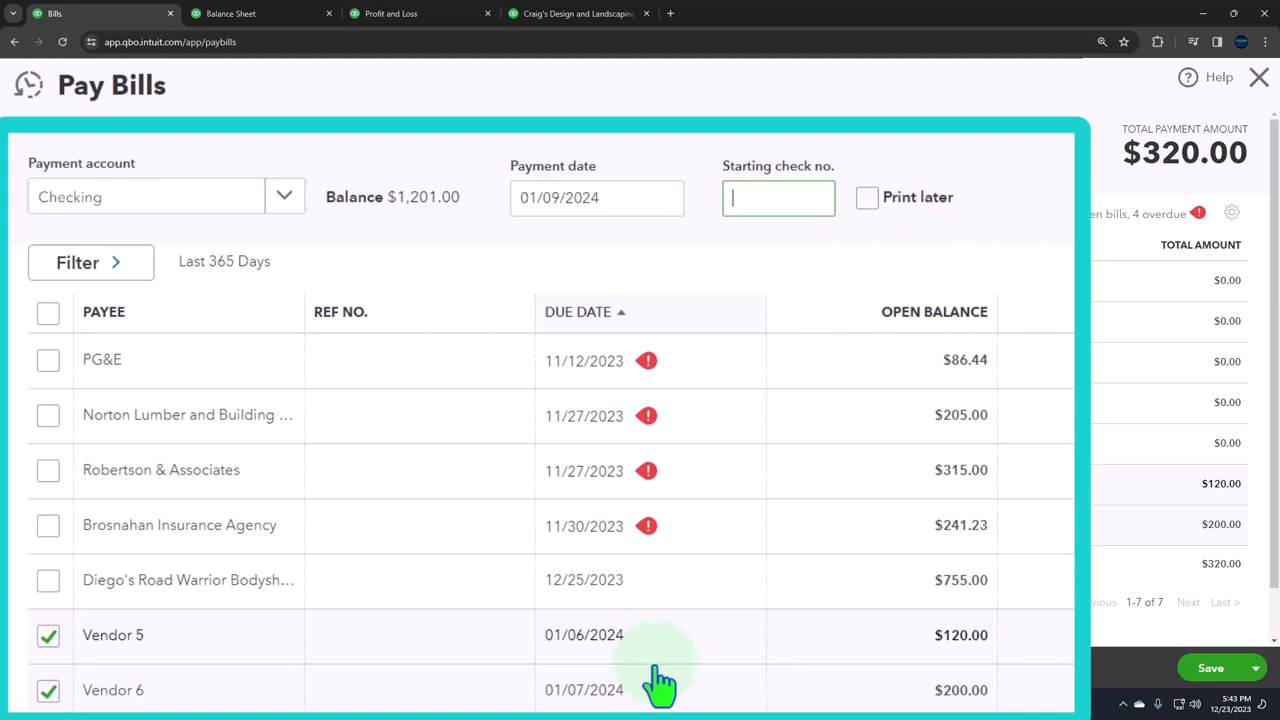 Bills
Balance Sheet
Profit and Loss
Craig's Design and Landscaping
app.qbo.intuit.com/app/paybills
Pay Bills
Help
TOTAL PAYMENT AMOUNT
$320.00
Payment account
Payment date
Starting check no.
Checking
Balance $1,201.00
01/09/2024
Print later
en bills, 4 overdue
Filter
Last 365 Days
TOTAL AMOUNT
PAYEE REF NO. DUE DATE OPEN BALANCE
$0.00
PG&E 11/12/2023 $86.44
$0.00
Norton Lumber and Building ... 11/27/2023 $205.00
$0.00
Robertson & Associates 11/27/2023 $315.00
$0.00
Brosnahan Insurance Agency 11/30/2023 $241.23
$0.00
Diego's Road Warrior Bodysh... 12/25/2023 $755.00
$120.00
Vendor 5 01/06/2024 $120.00
$200.00
Vendor 6 01/07/2024 $200.00
$320.00
vious 1-7 of 7 Next Last >
Save
5:43 PM
12/23/2023